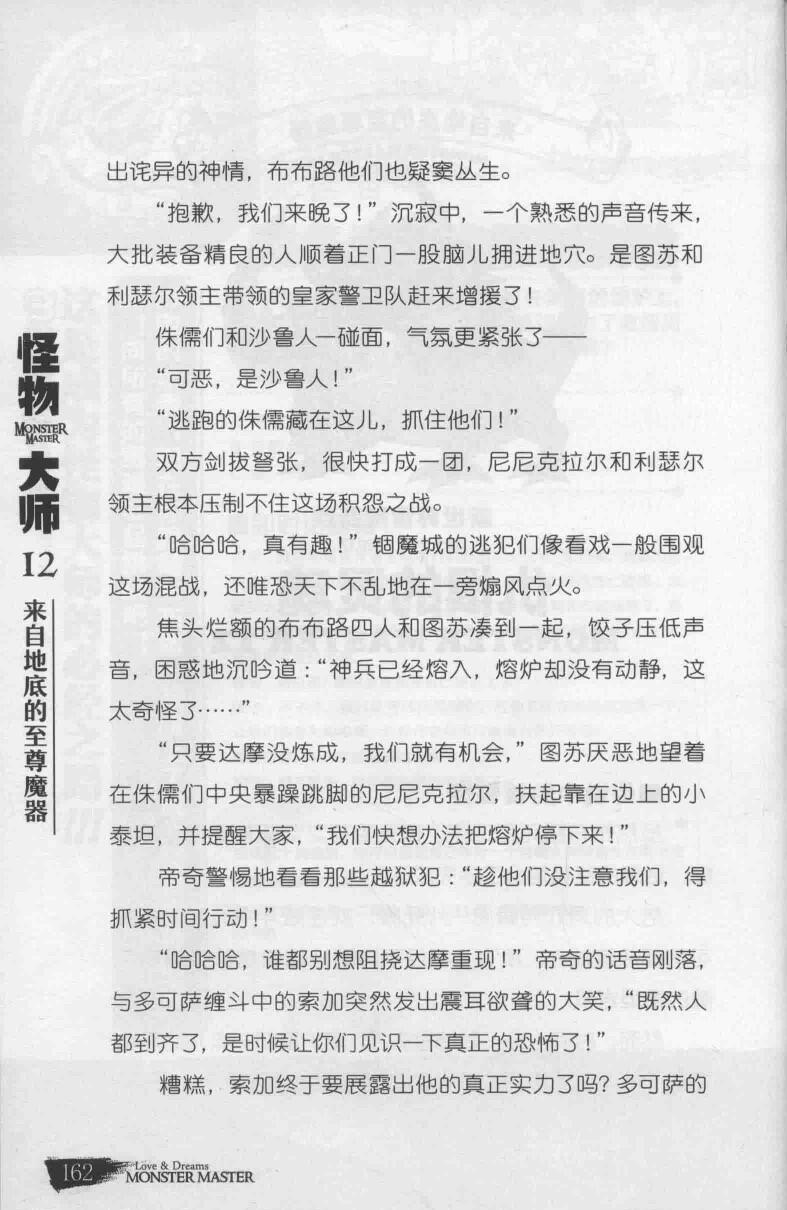 出诧异的神情，布布路他们也疑窦丛生。
“抱歉，我们来晚了！”沉寂中，一个熟悉的声音传来，
大批装备精良的人顺着正门一股脑儿拥进地穴。是图苏和
利瑟尔领主带领的皇家警卫队赶来增援了！
侏儒们和沙鲁人一碰面，气氛更紧张了——
“可恶，是沙鲁人！”
“逃跑的侏儒藏在这儿，抓住他们！”
双方剑拔弩张，很快打成一团，尼尼克拉尔和利瑟尔
领主根本压制不住这场积怨之战。
“哈哈哈，真有趣！”锢魔城的逃犯们像看戏一般围观
这场混战，还唯恐天下不乱地在一旁煽风点火。
焦头烂额的布布路四人和图苏凑到一起，饺子压低声
音，困惑地沉吟道：“神兵已经熔入，熔炉却没有动静，这
太奇怪了……”
“只要达摩没炼成，我们就有机会，”图苏厌恶地望着
在侏儒们中央暴躁跳脚的尼尼克拉尔，扶起靠在边上的小
泰坦，并提醒大家，“我们快想办法把熔炉停下来！”
帝奇警惕地看看那些越狱犯：“趁他们没注意我们，得
抓紧时间行动！”
“哈哈哈，谁都别想阻挠达摩重现！”帝奇的话音刚落，
与多可萨缠斗中的索加突然发出震耳欲聋的大笑，“既然人
都到齐了，是时候让你们见识一下真正的恐怖了！”
糟糕，索加终于要展露出他的真正实力了吗？多可萨的
怪物
MONSTER
MASTER
大师
12
来自地底的至尊魔器
162
Love & Dreams
MONSTER MASTER